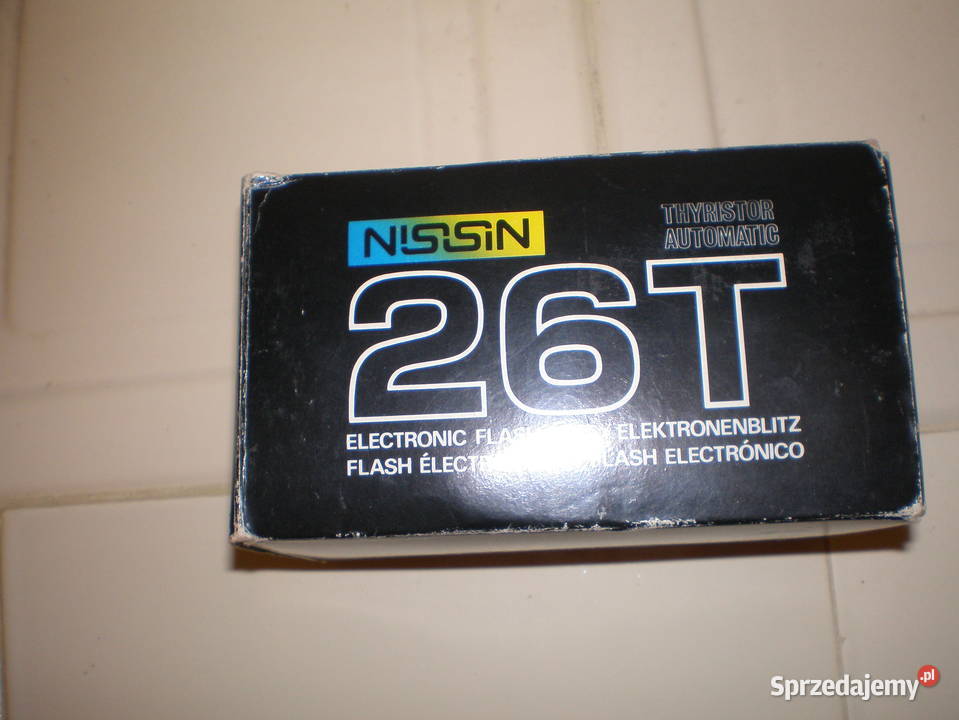 NISSIN
THYRISTOR
AUTOMATIC
26T
ELECTRONIC ELEKTRONENBLITZ
FLASH ELECTRÓNICO
Sprzedajemy.pl